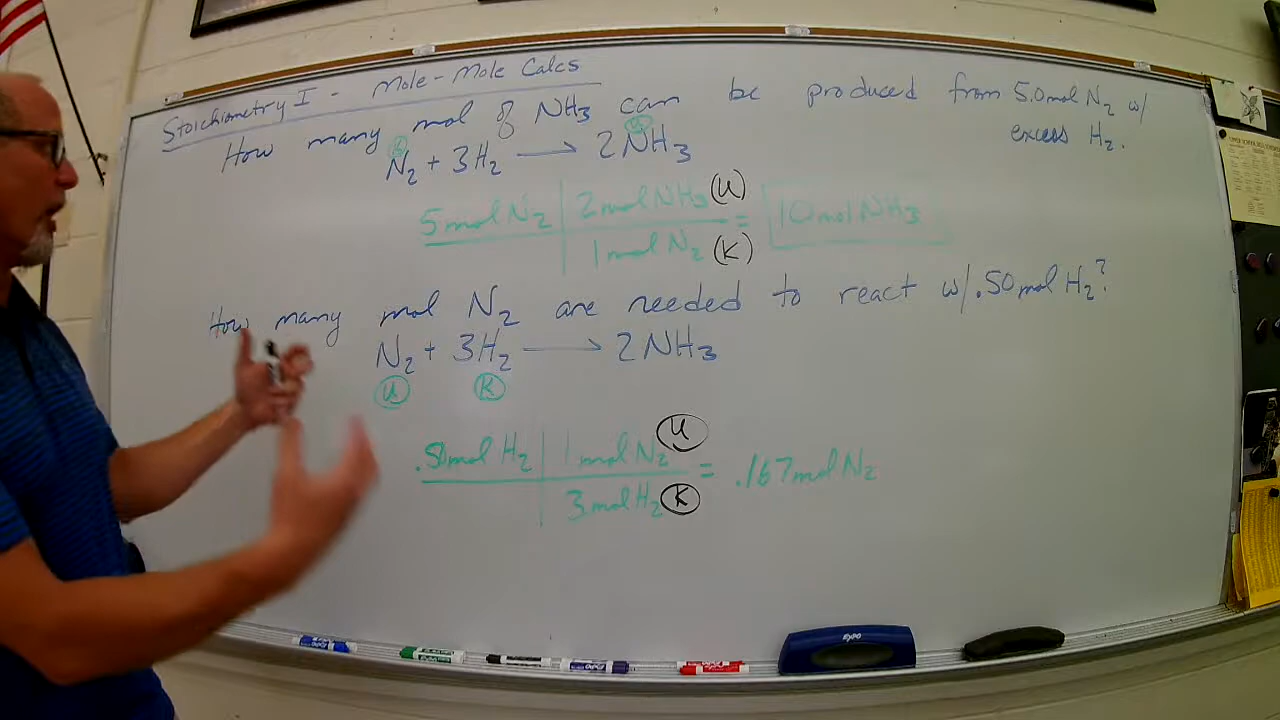 Stoichiometry I - Mole-Mole Calcs
How many mol of NH3 can be produced from 5.0 mol N2 w/
excess H2.
K U
N2 + 3H2 → 2NH3
5 mol N2 | 2 mol NH3 (U)
= 10 mol NH3
1 mol N2 (K)
How many mol N2 are needed to react w/ .50 mol H2?
N2 + 3H2 → 2NH3
U K
.50 mol H2 | 1 mol N2 U
= .167 mol N2
3 mol H2 K
EXPO